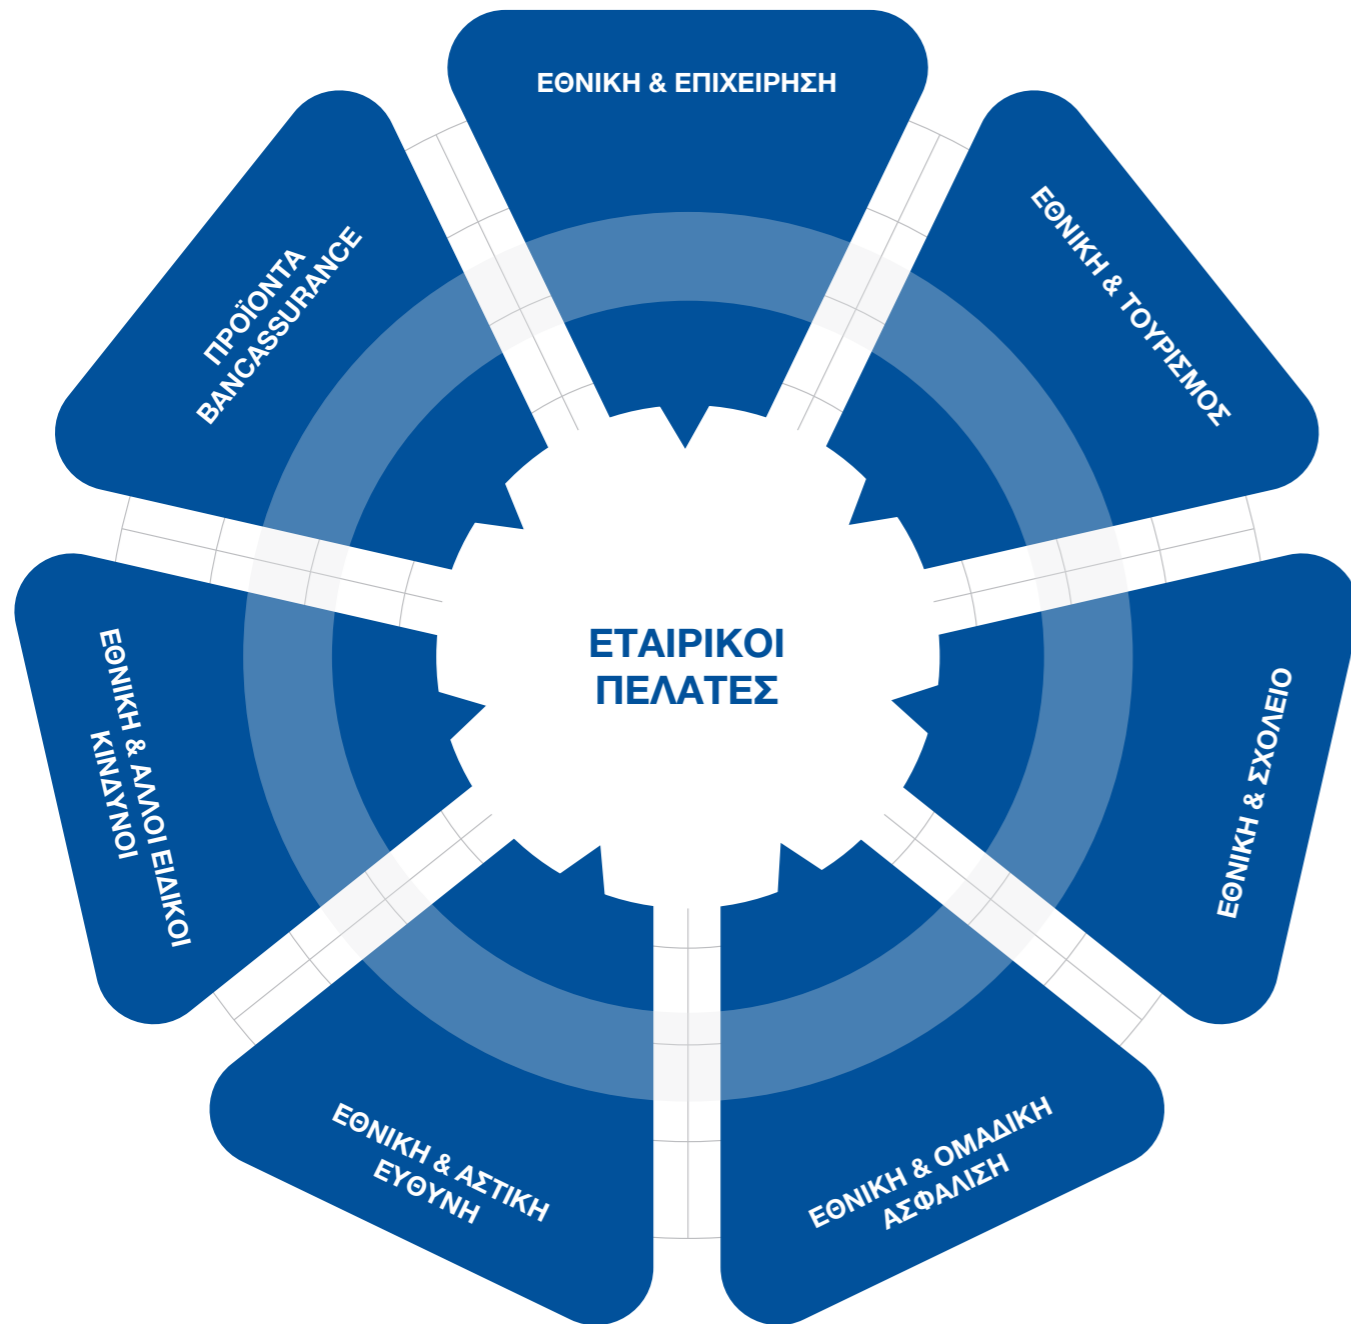 ΕΘΝΙΚΗ & ΕΠΙΧΕΙΡΗΣΗ
ΕΘΝΙΚΗ & ΤΟΥΡΙΣΜΟΣ
ΕΘΝΙΚΗ & ΣΧΟΛΕΙΟ
ΕΘΝΙΚΗ & ΟΜΑΔΙΚΗ
ΑΣΦΑΛΙΣΗ
ΕΘΝΙΚΗ & ΑΣΤΙΚΗ
ΕΥΘΥΝΗ
ΕΘΝΙΚΗ & ΑΛΛΟΙ ΕΙΔΙΚΟΙ
ΚΙΝΔΥΝΟΙ
ΠΡΟΪΟΝΤΑ
BANCASSURANCE
ΕΤΑΙΡΙΚΟΙ
ΠΕΛΑΤΕΣ